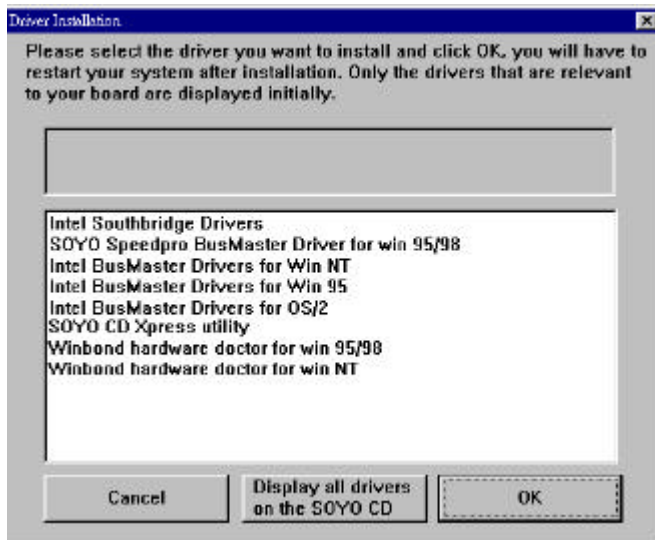 Driver Installation
Please select the driver you want to install and click OK, you will have to
restart your system after installation. Only the drivers that are relevant
to your board are displayed initially.
Intel Southbridge Drivers
SOYO Speedpro BusMaster Driver for win 95/98
Intel BusMaster Drivers for Win NT
Intel BusMaster Drivers for Win 95
Intel BusMaster Drivers for OS/2
SOYO CD Xpress utility
Winbond hardware doctor for win 95/98
Winbond hardware doctor for win NT
Cancel
Display all drivers
on the SOYO CD
OK